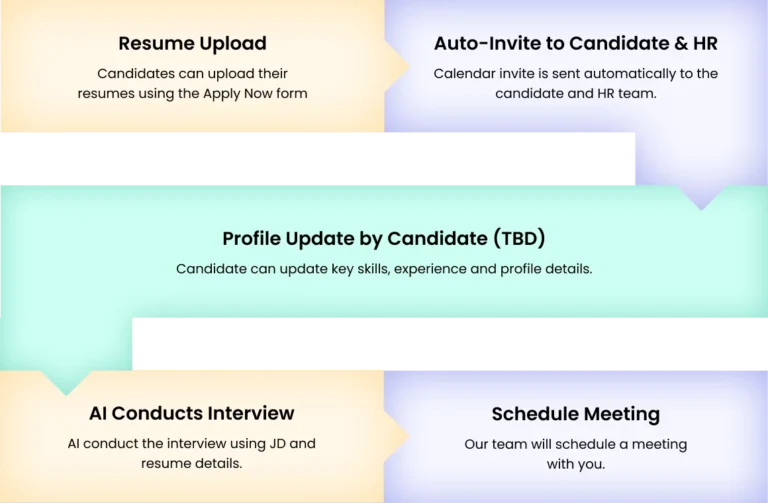 Resume Upload
Candidates can upload their
resumes using the Apply Now form
Auto-Invite to Candidate & HR
Calendar invite is sent automatically to the
candidate and HR team.
Profile Update by Candidate (TBD)
Candidate can update key skills, experience and profile details.
AI Conducts Interview
AI conduct the interview using JD and
resume details.
Schedule Meeting
Our team will schedule a meeting
with you.